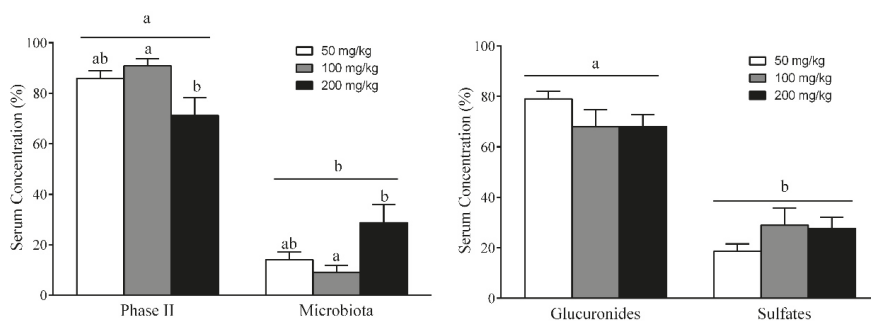 a
100
80
60
40
20
0
Serum Concentration (%)
50 mg/kg
100 mg/kg
200 mg/kg
ab
a
b
b
ab
a
b
Phase II
Microbiota
100
80
60
40
20
0
Serum Concentration (%)
50 mg/kg
100 mg/kg
200 mg/kg
a
b
Glucuronides
Sulfates